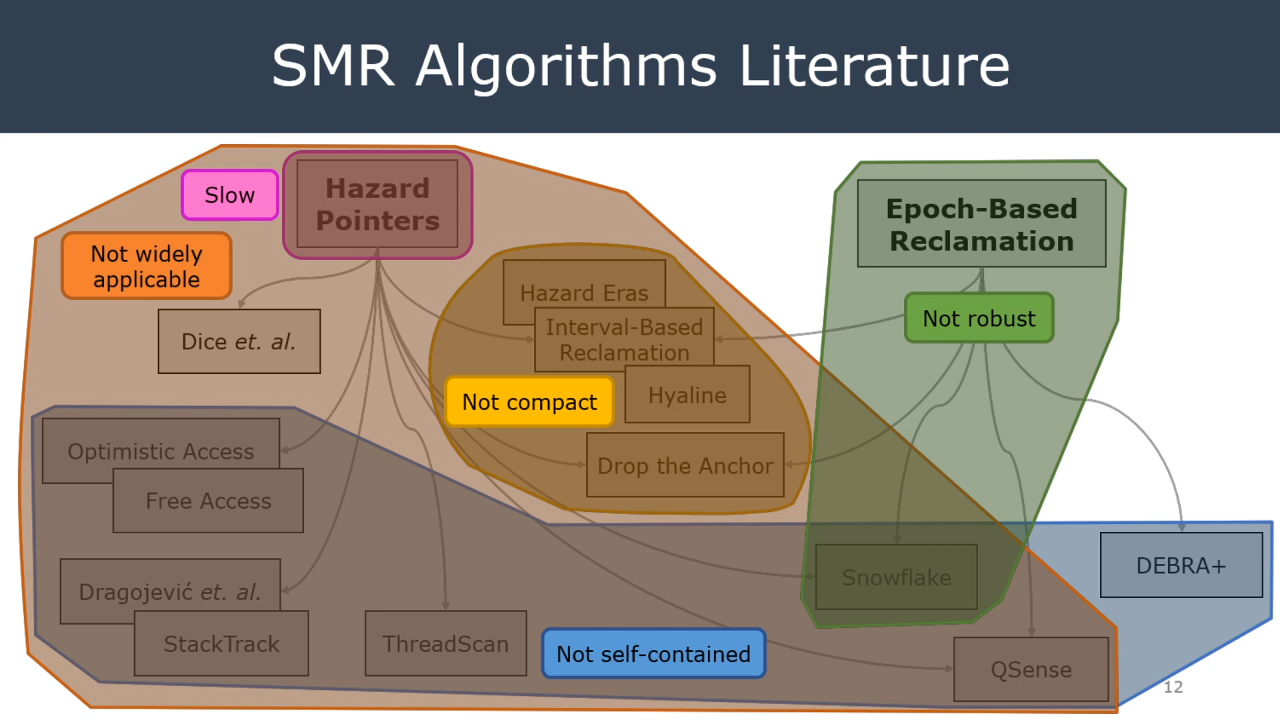 SMR Algorithms Literature
Slow
Hazard
Pointers
Epoch-Based
Reclamation
Not widely
applicable
Hazard Eras
Not robust
Dice et. al.
Interval-Based
Reclamation
Hyaline
Not compact
Optimistic Access
Drop the Anchor
Free Access
Dragojević et. al.
Snowflake
DEBRA+
StackTrack
ThreadScan
Not self-contained
QSense
12